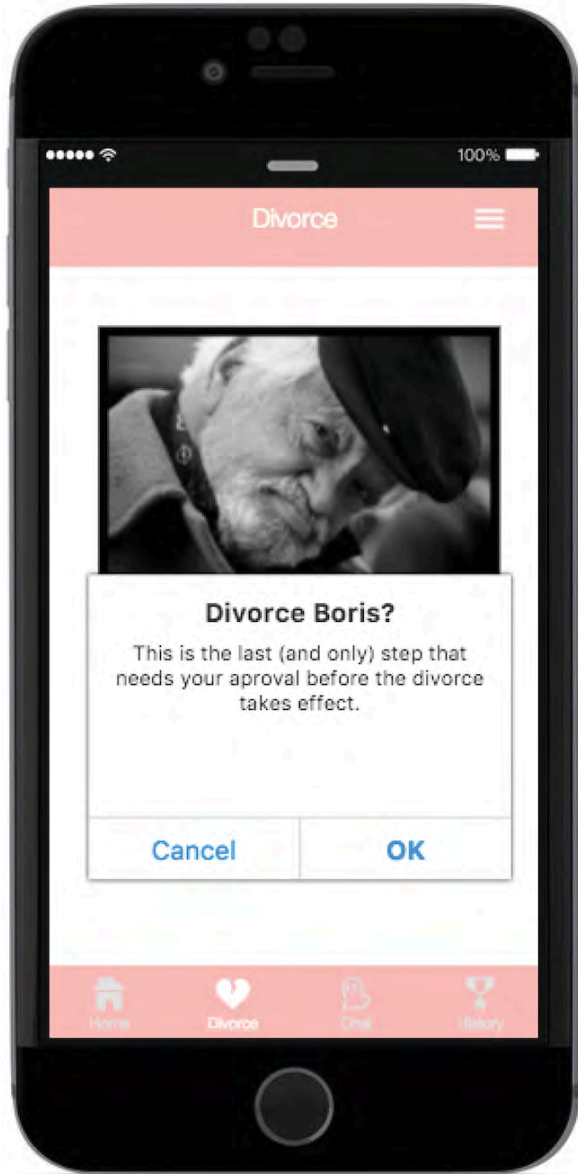 100%
Divorce
Divorce Boris?
This is the last (and only) step that
needs your aproval before the divorce
takes effect.
Cancel
OK
Home
Divorce
Chat
History